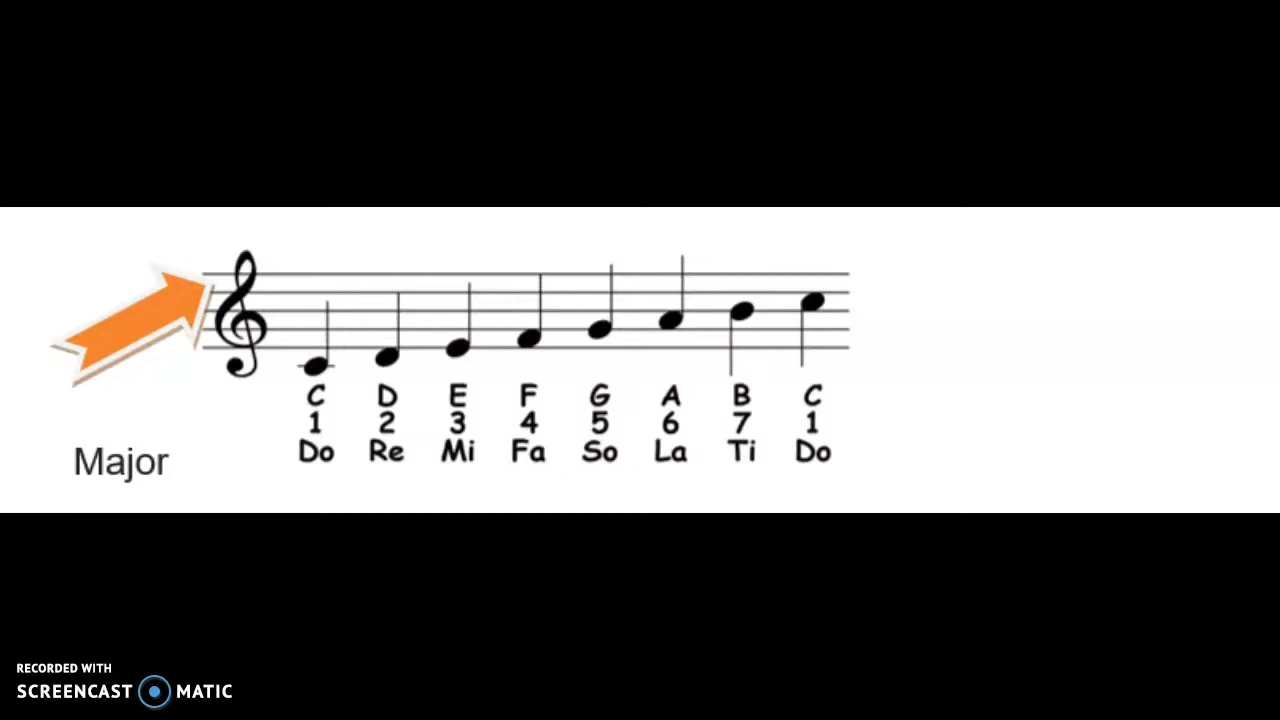 C D E F G A B C
1 2 3 4 5 6 7 1
Major Do Re Mi Fa So La Ti Do
RECORDED WITH
SCREENCAST MATIC